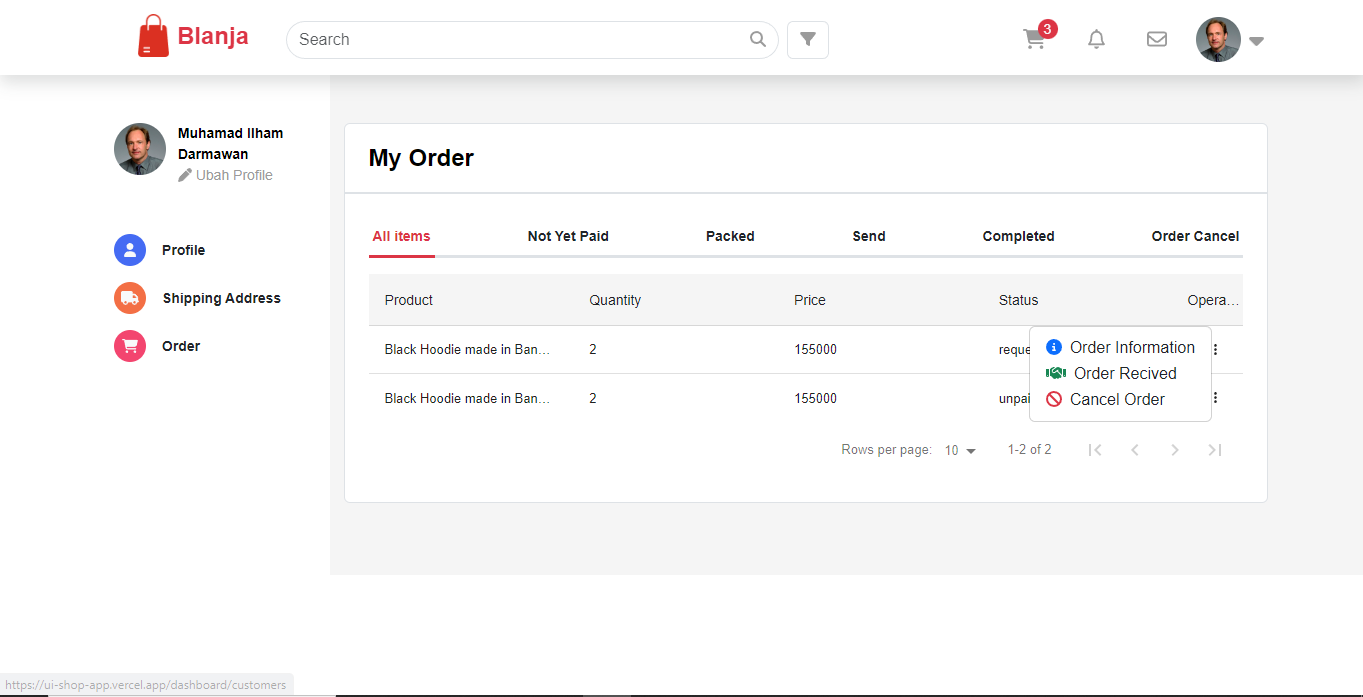 Blanja
Search
3
Muhamad Ilham
Darmawan
Ubah Profile
Profile
Shipping Address
Order
My Order
All items Not Yet Paid Packed Send Completed Order Cancel
Product Quantity Price Status Opera...
Black Hoodie made in Ban... 2 155000 reque
Black Hoodie made in Ban... 2 155000 unpai
Order Information
Order Recived
Cancel Order
Rows per page: 10 1-2 of 2
https://ui-shop-app.vercel.app/dashboard/customers